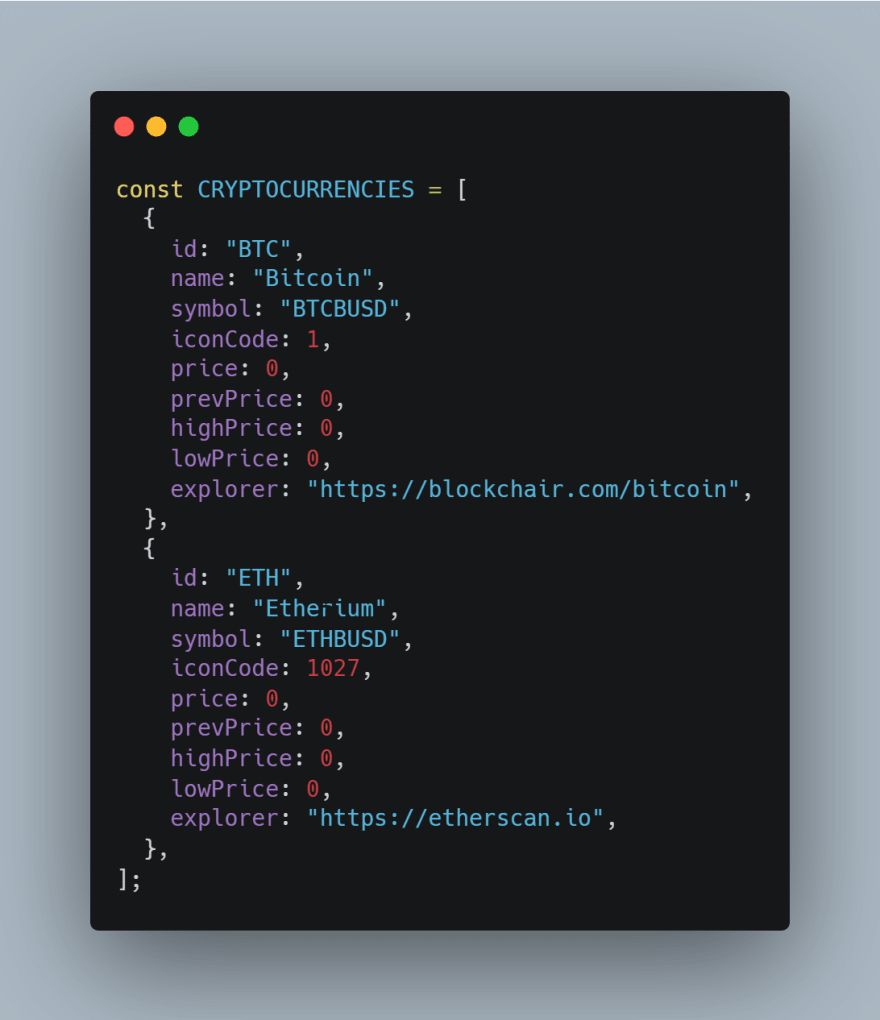 const CRYPTOCURRENCIES = [
  {
    id: "BTC",
    name: "Bitcoin",
    symbol: "BTCBUSD",
    iconCode: 1,
    price: 0,
    prevPrice: 0,
    highPrice: 0,
    lowPrice: 0,
    explorer: "https://blockchair.com/bitcoin",
  },
  {
    id: "ETH",
    name: "Etherium",
    symbol: "ETHBUSD",
    iconCode: 1027,
    price: 0,
    prevPrice: 0,
    highPrice: 0,
    lowPrice: 0,
    explorer: "https://etherscan.io",
  },
];